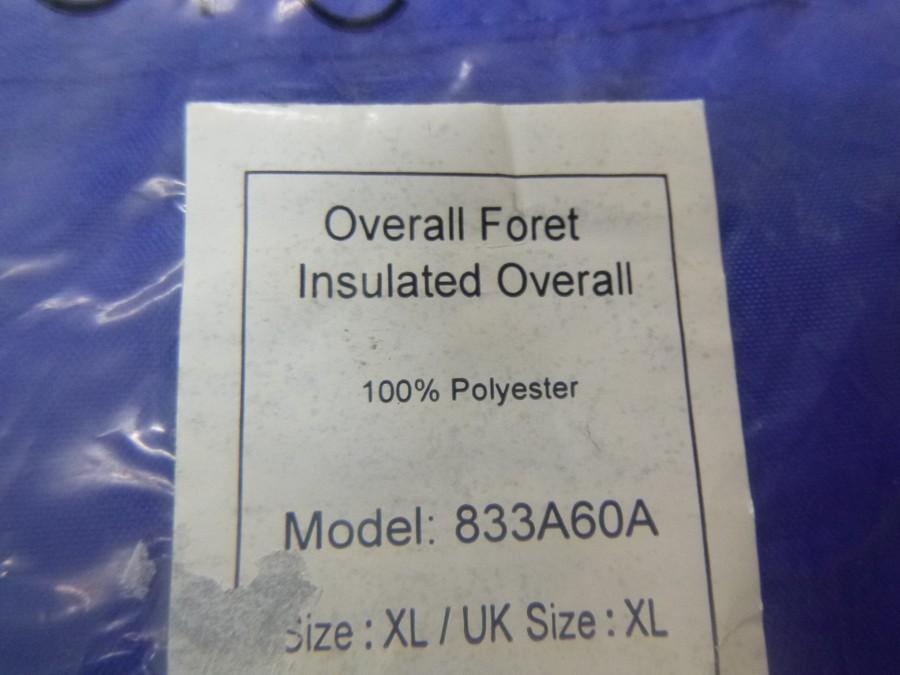 Overall Foret
Insulated Overall
100% Polyester
Model: 833A60A
Size : XL / UK Size : XL